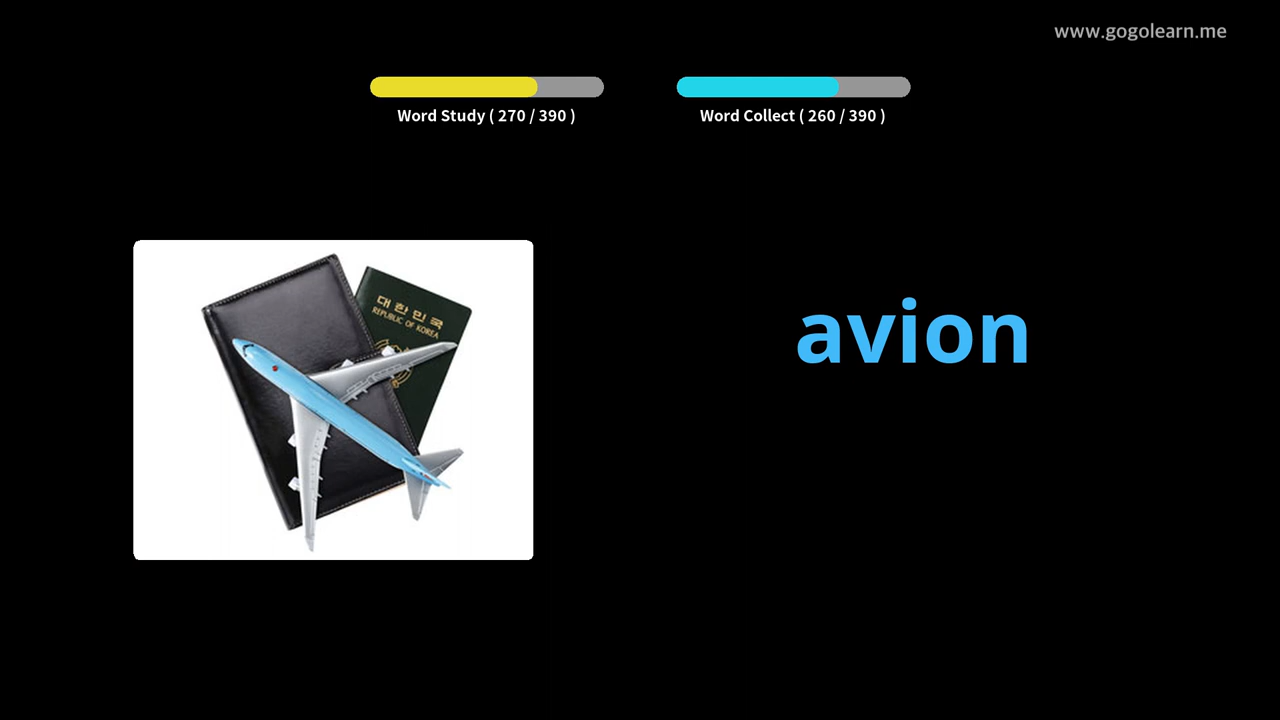 www.gogolearn.me
Word Study ( 270 / 390 )
Word Collect ( 260 / 390 )
대한민국
REPUBLIC OF KOREA
avion